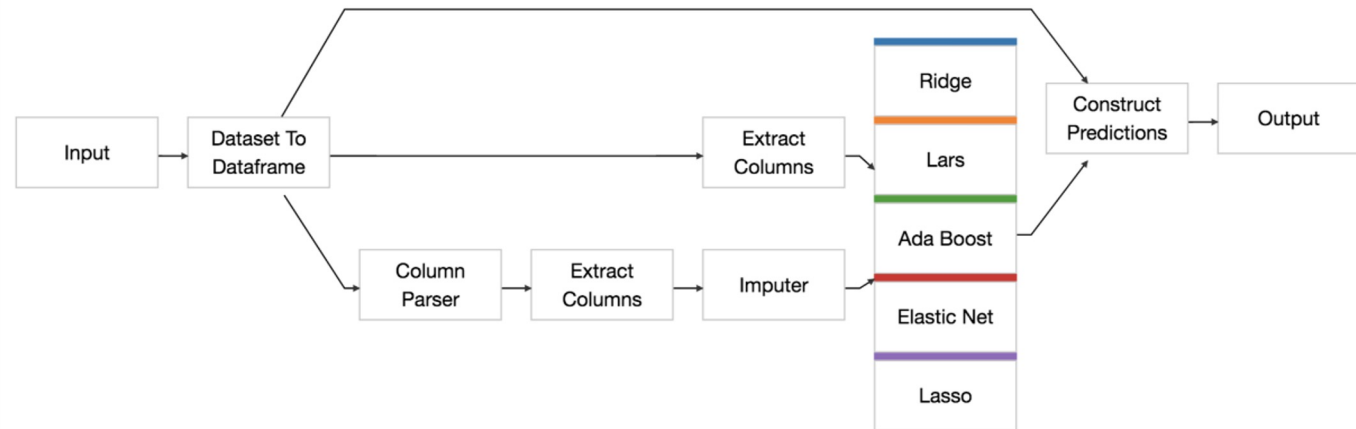 Input
Dataset To
Dataframe
Column
Parser
Extract
Columns
Extract
Columns
Imputer
Ridge
Lars
Ada Boost
Elastic Net
Lasso
Construct
Predictions
Output